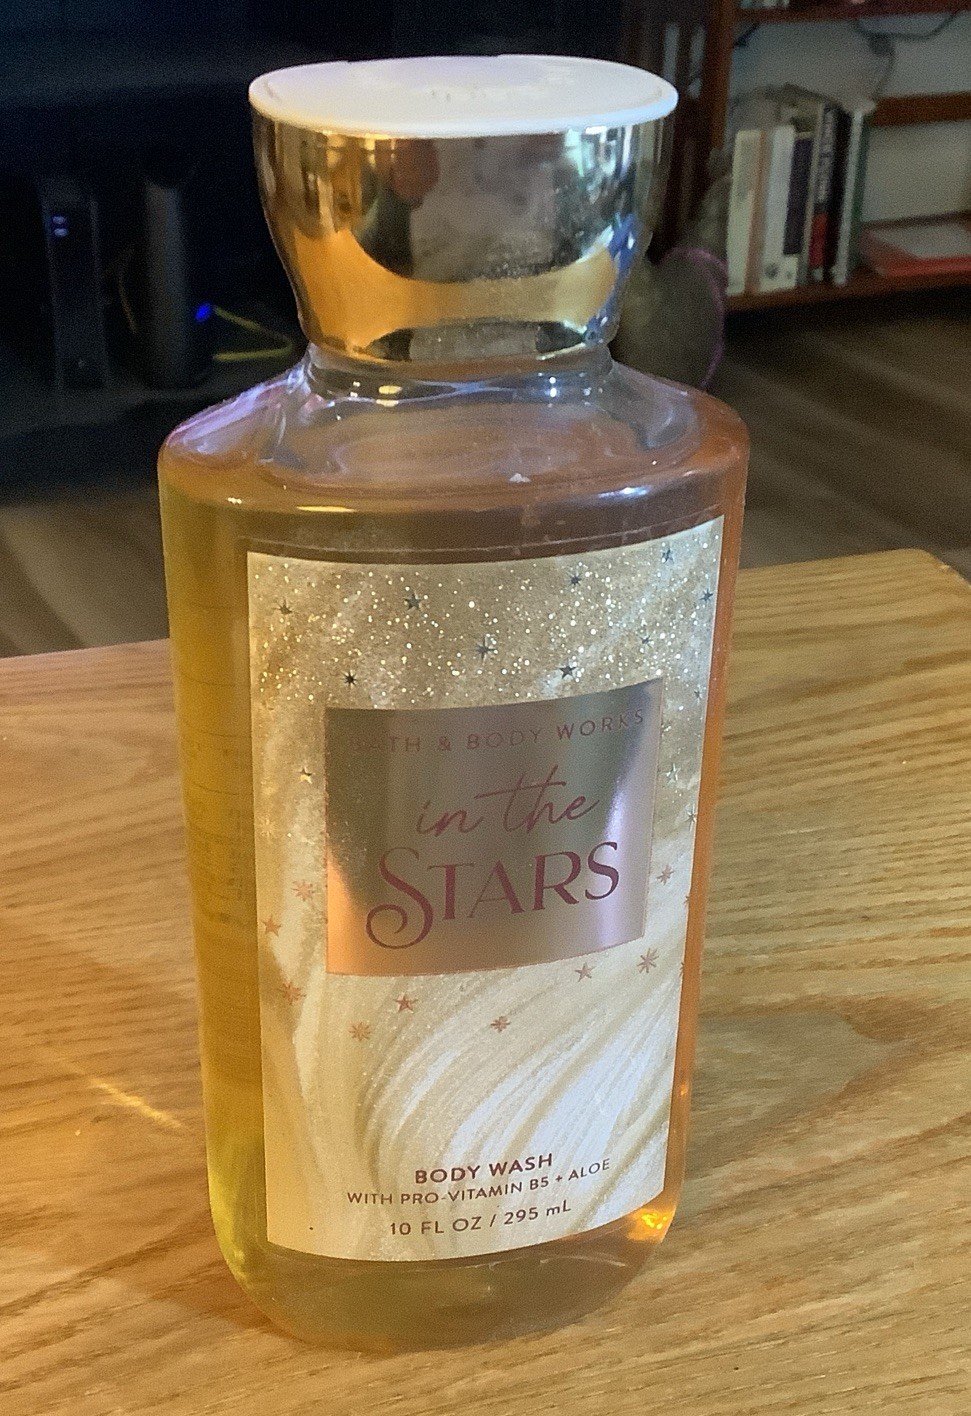 BATH & BODY WORKS
in the
STARS
BODY WASH
WITH PRO-VITAMIN B5 + ALOE
10 FL OZ / 295 mL